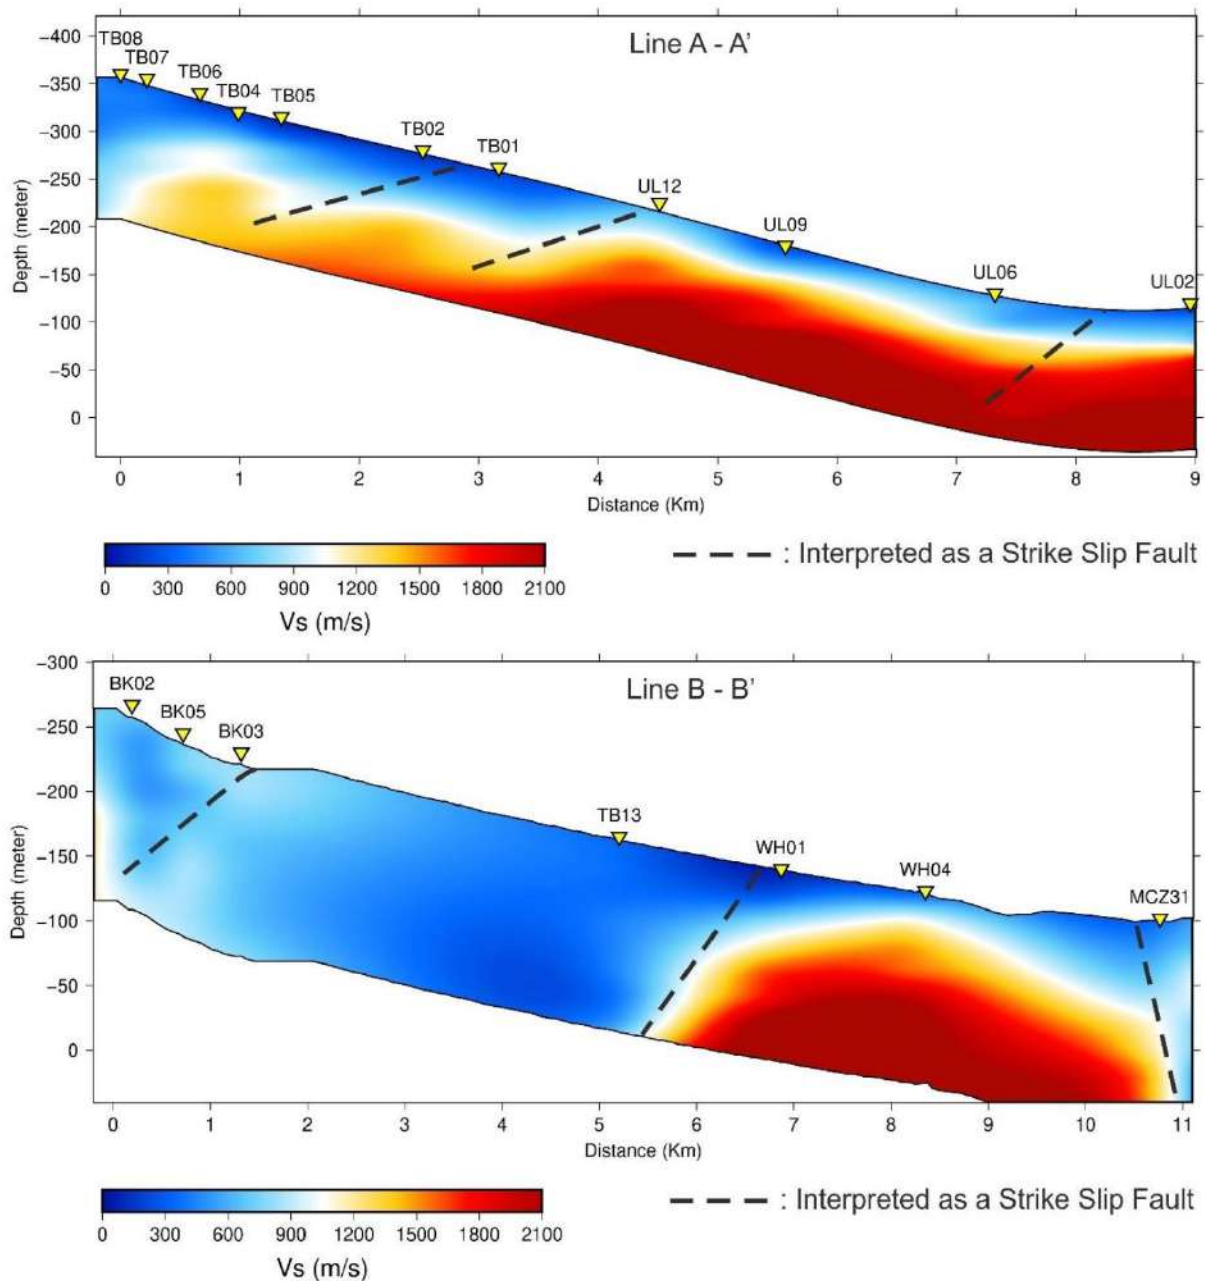 Line A - A'
TB08
TB07
TB06
TB04
TB05
TB02
TB01
UL12
UL09
UL06
UL02
Depth (meter)
−400
−350
−300
−250
−200
−150
−100
−50
0
0 1 2 3 4 5 6 7 8 9
Distance (Km)
0 300 600 900 1200 1500 1800 2100
Vs (m/s)
: Interpreted as a Strike Slip Fault
Line B - B'
BK02
BK05
BK03
TB13
WH01
WH04
MCZ31
Depth (meter)
−300
−250
−200
−150
−100
−50
0
0 1 2 3 4 5 6 7 8 9 10 11
Distance (Km)
0 300 600 900 1200 1500 1800 2100
Vs (m/s)
: Interpreted as a Strike Slip Fault